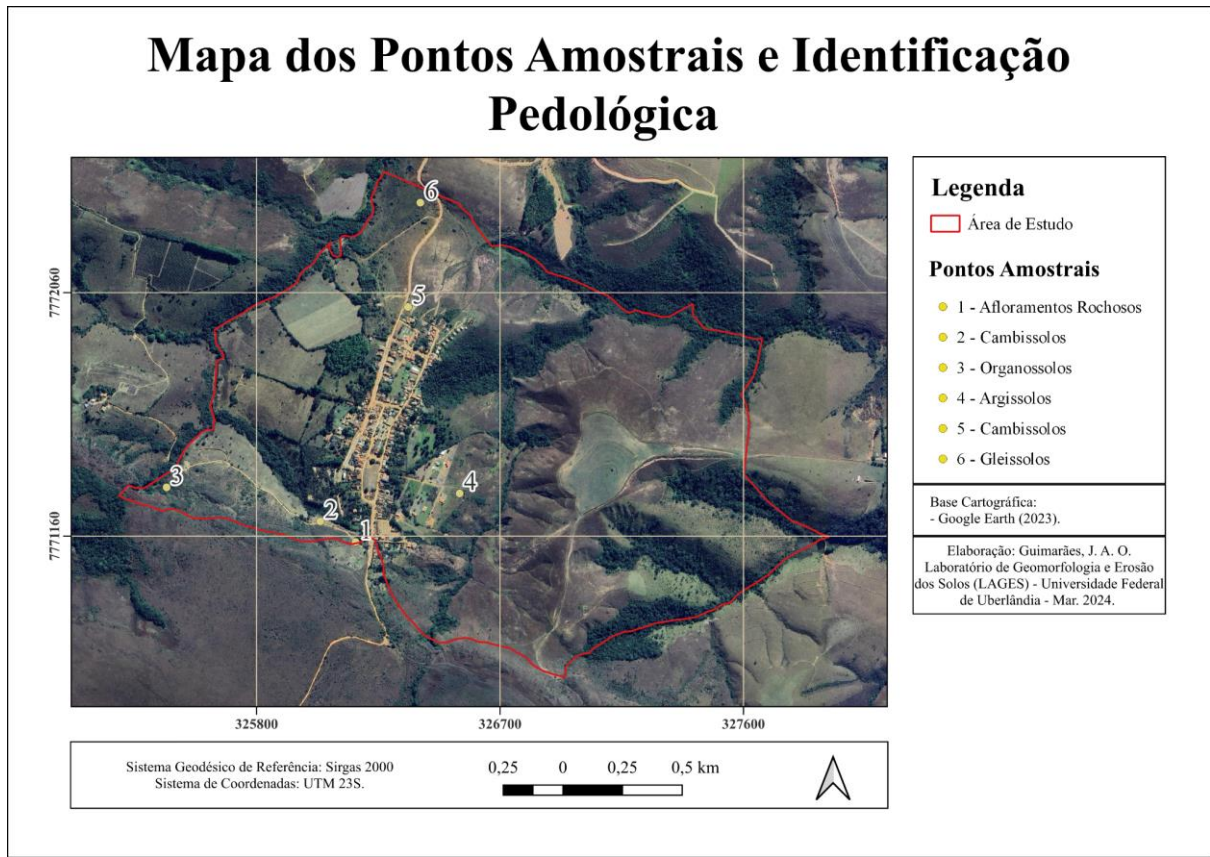 Mapa dos Pontos Amostrais e Identificação
Pedológica
6
5
4
3
2
1
7772060
7771160
325800
326700
327600
Legenda
Área de Estudo
Pontos Amostrais
1 - Afloramentos Rochosos
2 - Cambissolos
3 - Organossolos
4 - Argissolos
5 - Cambissolos
6 - Gleissolos
Base Cartográfica:
- Google Earth (2023).
Elaboração: Guimarães, J. A. O.
Laboratório de Geomorfologia e Erosão
dos Solos (LAGES) - Universidade Federal
de Uberlândia - Mar. 2024.
Sistema Geodésico de Referência: Sirgas 2000
Sistema de Coordenadas: UTM 23S.
0,25 0 0,25 0,5 km